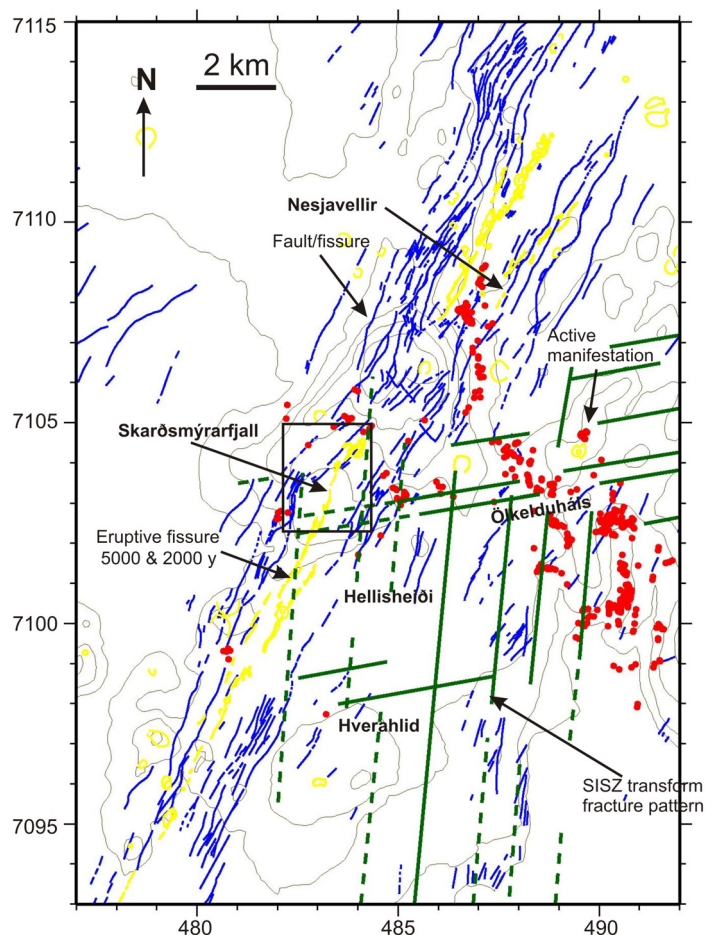 7115
2 km
N
7110
Nesjavellir
Fault/fissure
Active
manifestation
7105
Skarðsmýrarfjall
Ölkelduháls
Eruptive fissure
5000 & 2000 y
Hellisheiði
7100
Hverahlid
SISZ transform
fracture pattern
7095
480
485
490